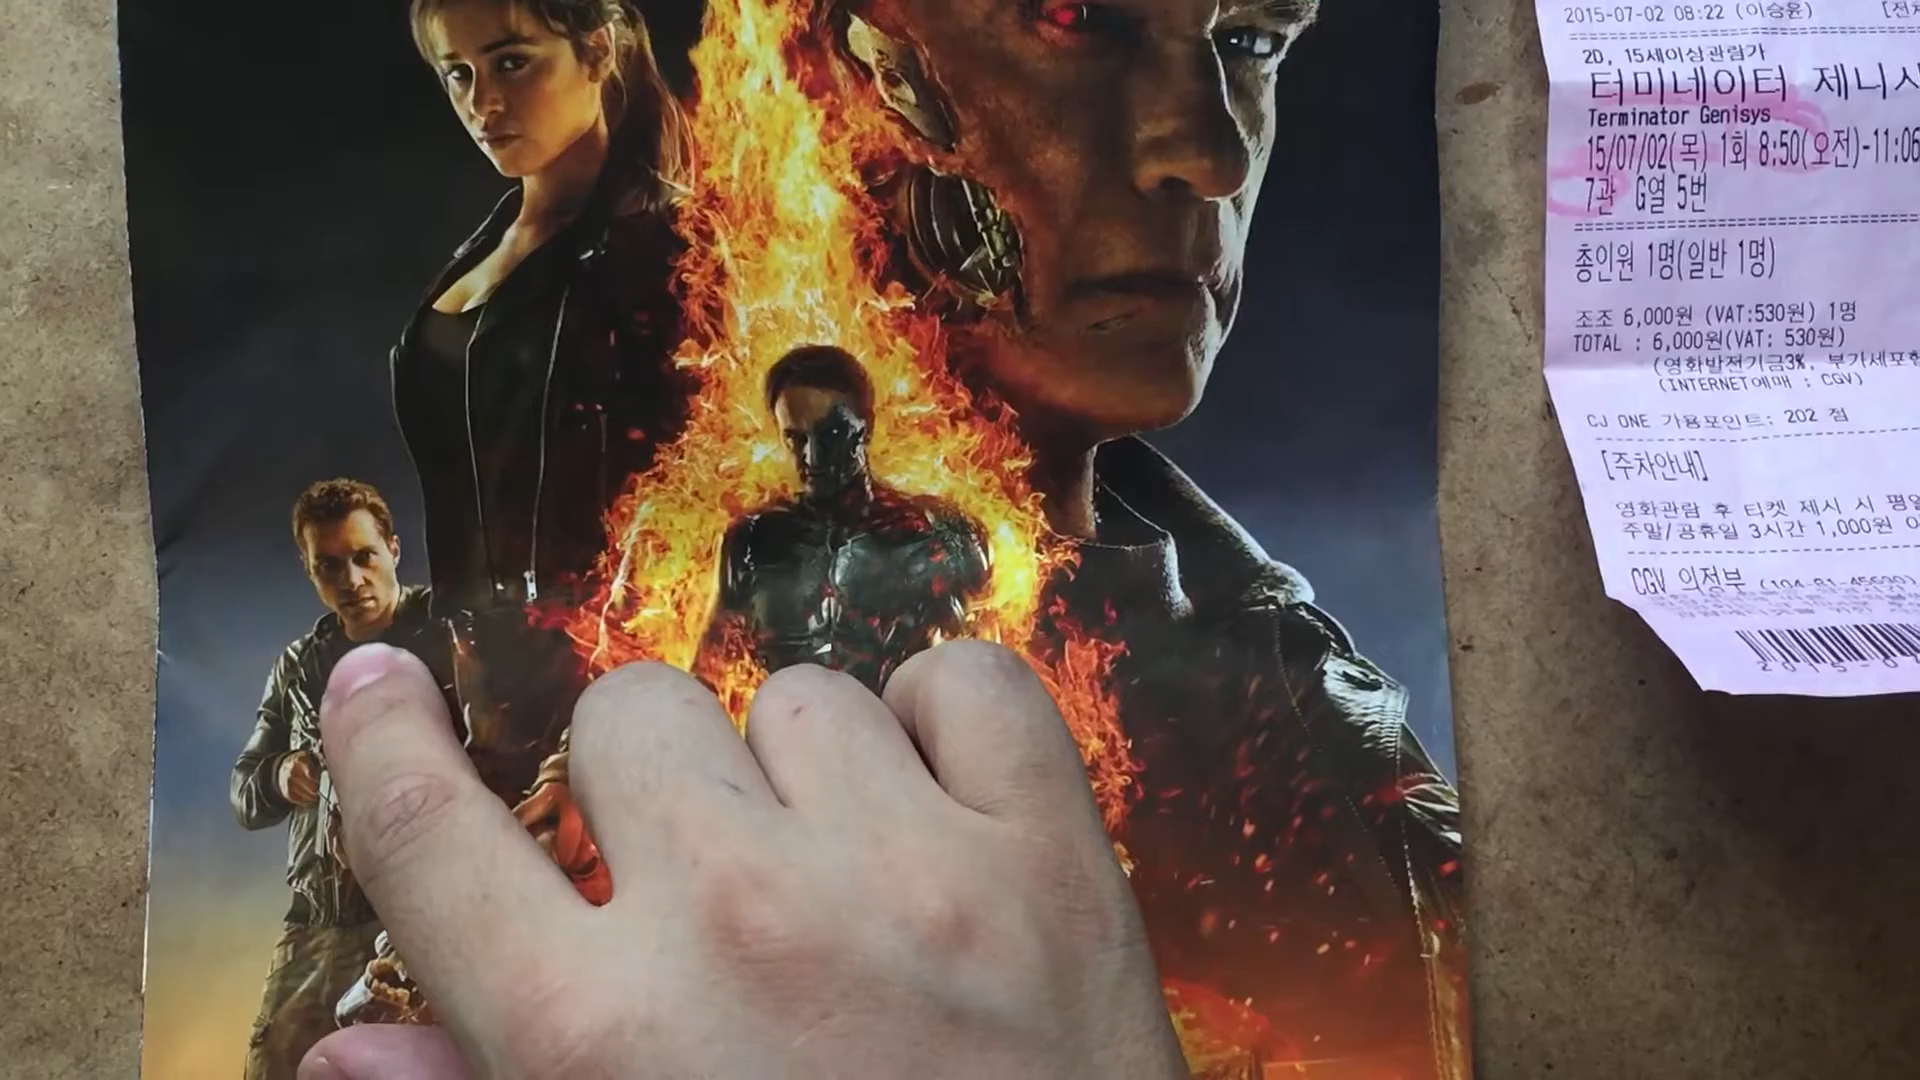 2015-07-02 08:22 (이승윤) [전
2D, 15세이상관람가
터미네이터 제니시
Terminator Genisys
15/07/02(목) 1회 8:50(오전)-11:06
7관 G열 5번
총인원 1명(일반 1명)
조조 6,000원 (VAT:530원) 1명
TOTAL : 6,000원(VAT: 530원)
(영화발전기금3%, 부가세포함
(INTERNET예매 : CGV)
CJ ONE 가용포인트: 202 점
[주차안내]
영화관람 후 티켓 제시 시 평일
주말/공휴일 3시간 1,000원
CGV 의정부 (104-81-45690)